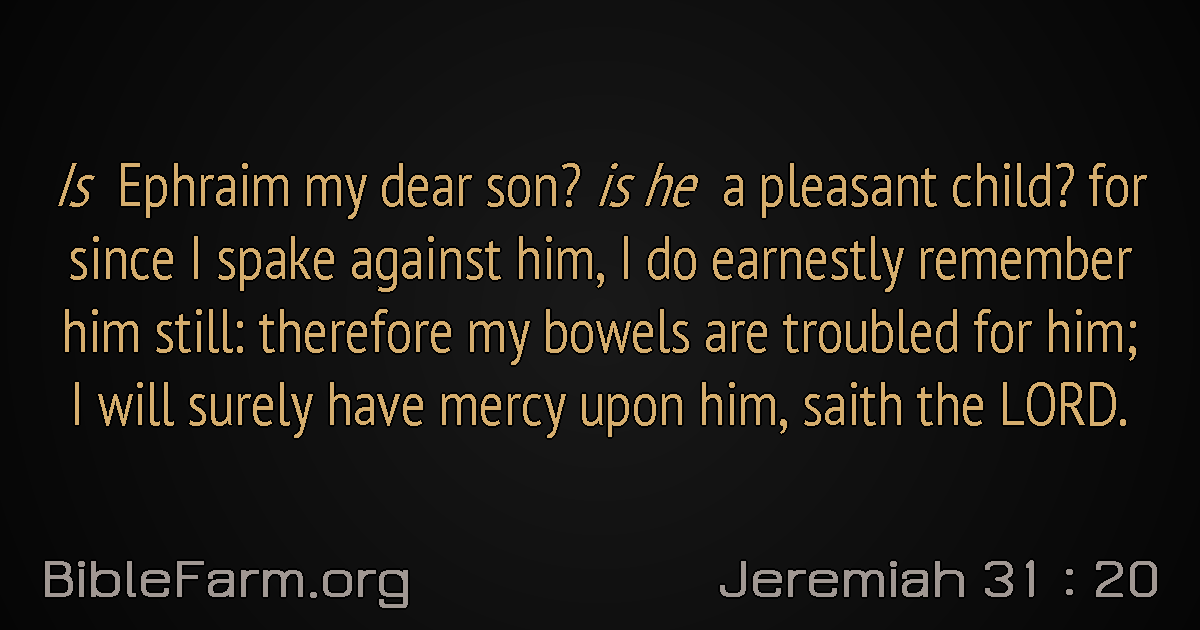 Is Ephraim my dear son? is he a pleasant child? for
since I spake against him, I do earnestly remember
him still: therefore my bowels are troubled for him;
I will surely have mercy upon him, saith the LORD.
BibleFarm.org
Jeremiah 31 : 20